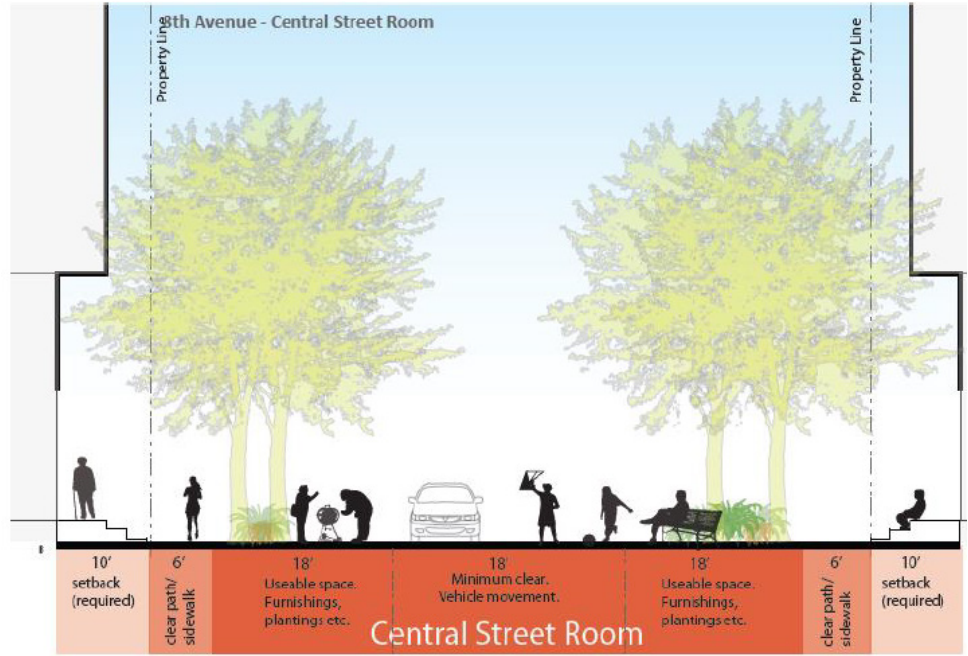 8th Avenue - Central Street Room
Property Line
Property Line
B
10'
setback
(required)
6'
clear path/
sidewalk
18'
Useable space.
Furnishings,
plantings etc.
18'
Minimum clear.
Vehicle movement.
18'
Useable space.
Furnishings,
plantings etc.
6'
clear path/
sidewalk
10'
setback
(required)
Central Street Room